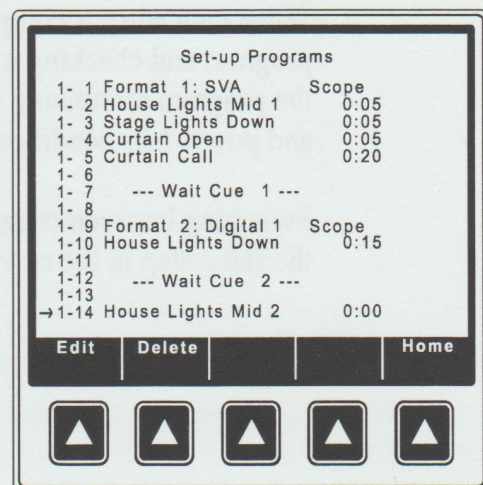 Set-up Programs
1- 1 Format 1: SVA Scope
1- 2 House Lights Mid 1 0:05
1- 3 Stage Lights Down 0:05
1- 4 Curtain Open 0:05
1- 5 Curtain Call 0:20
1- 6
1- 7 --- Wait Cue 1 ---
1- 8
1- 9 Format 2: Digital 1 Scope
1-10 House Lights Down 0:15
1-11
1-12 --- Wait Cue 2 ---
1-13
→1-14 House Lights Mid 2 0:00
Edit Delete Home